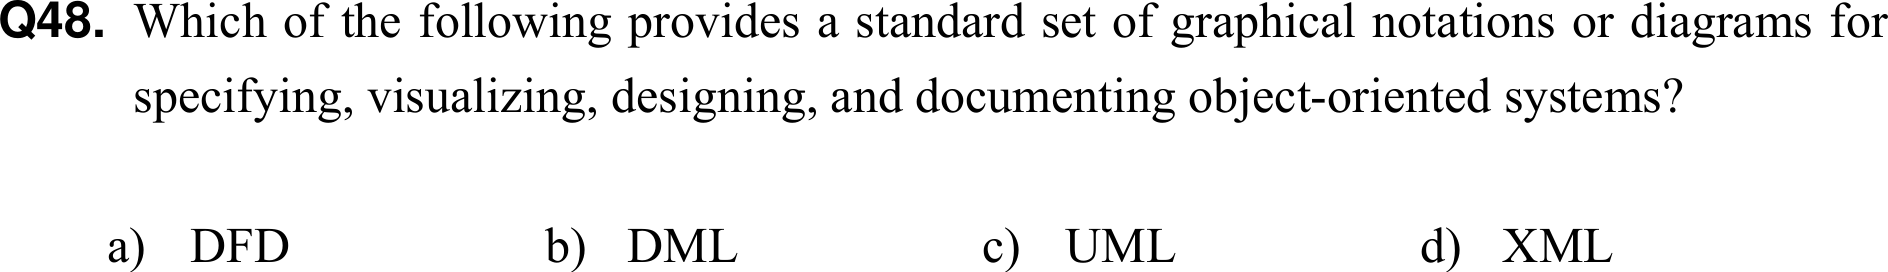 Q48. Which of the following provides a standard set of graphical notations or diagrams for
specifying, visualizing, designing, and documenting object-oriented systems?
a) DFD b) DML c) UML d) XML